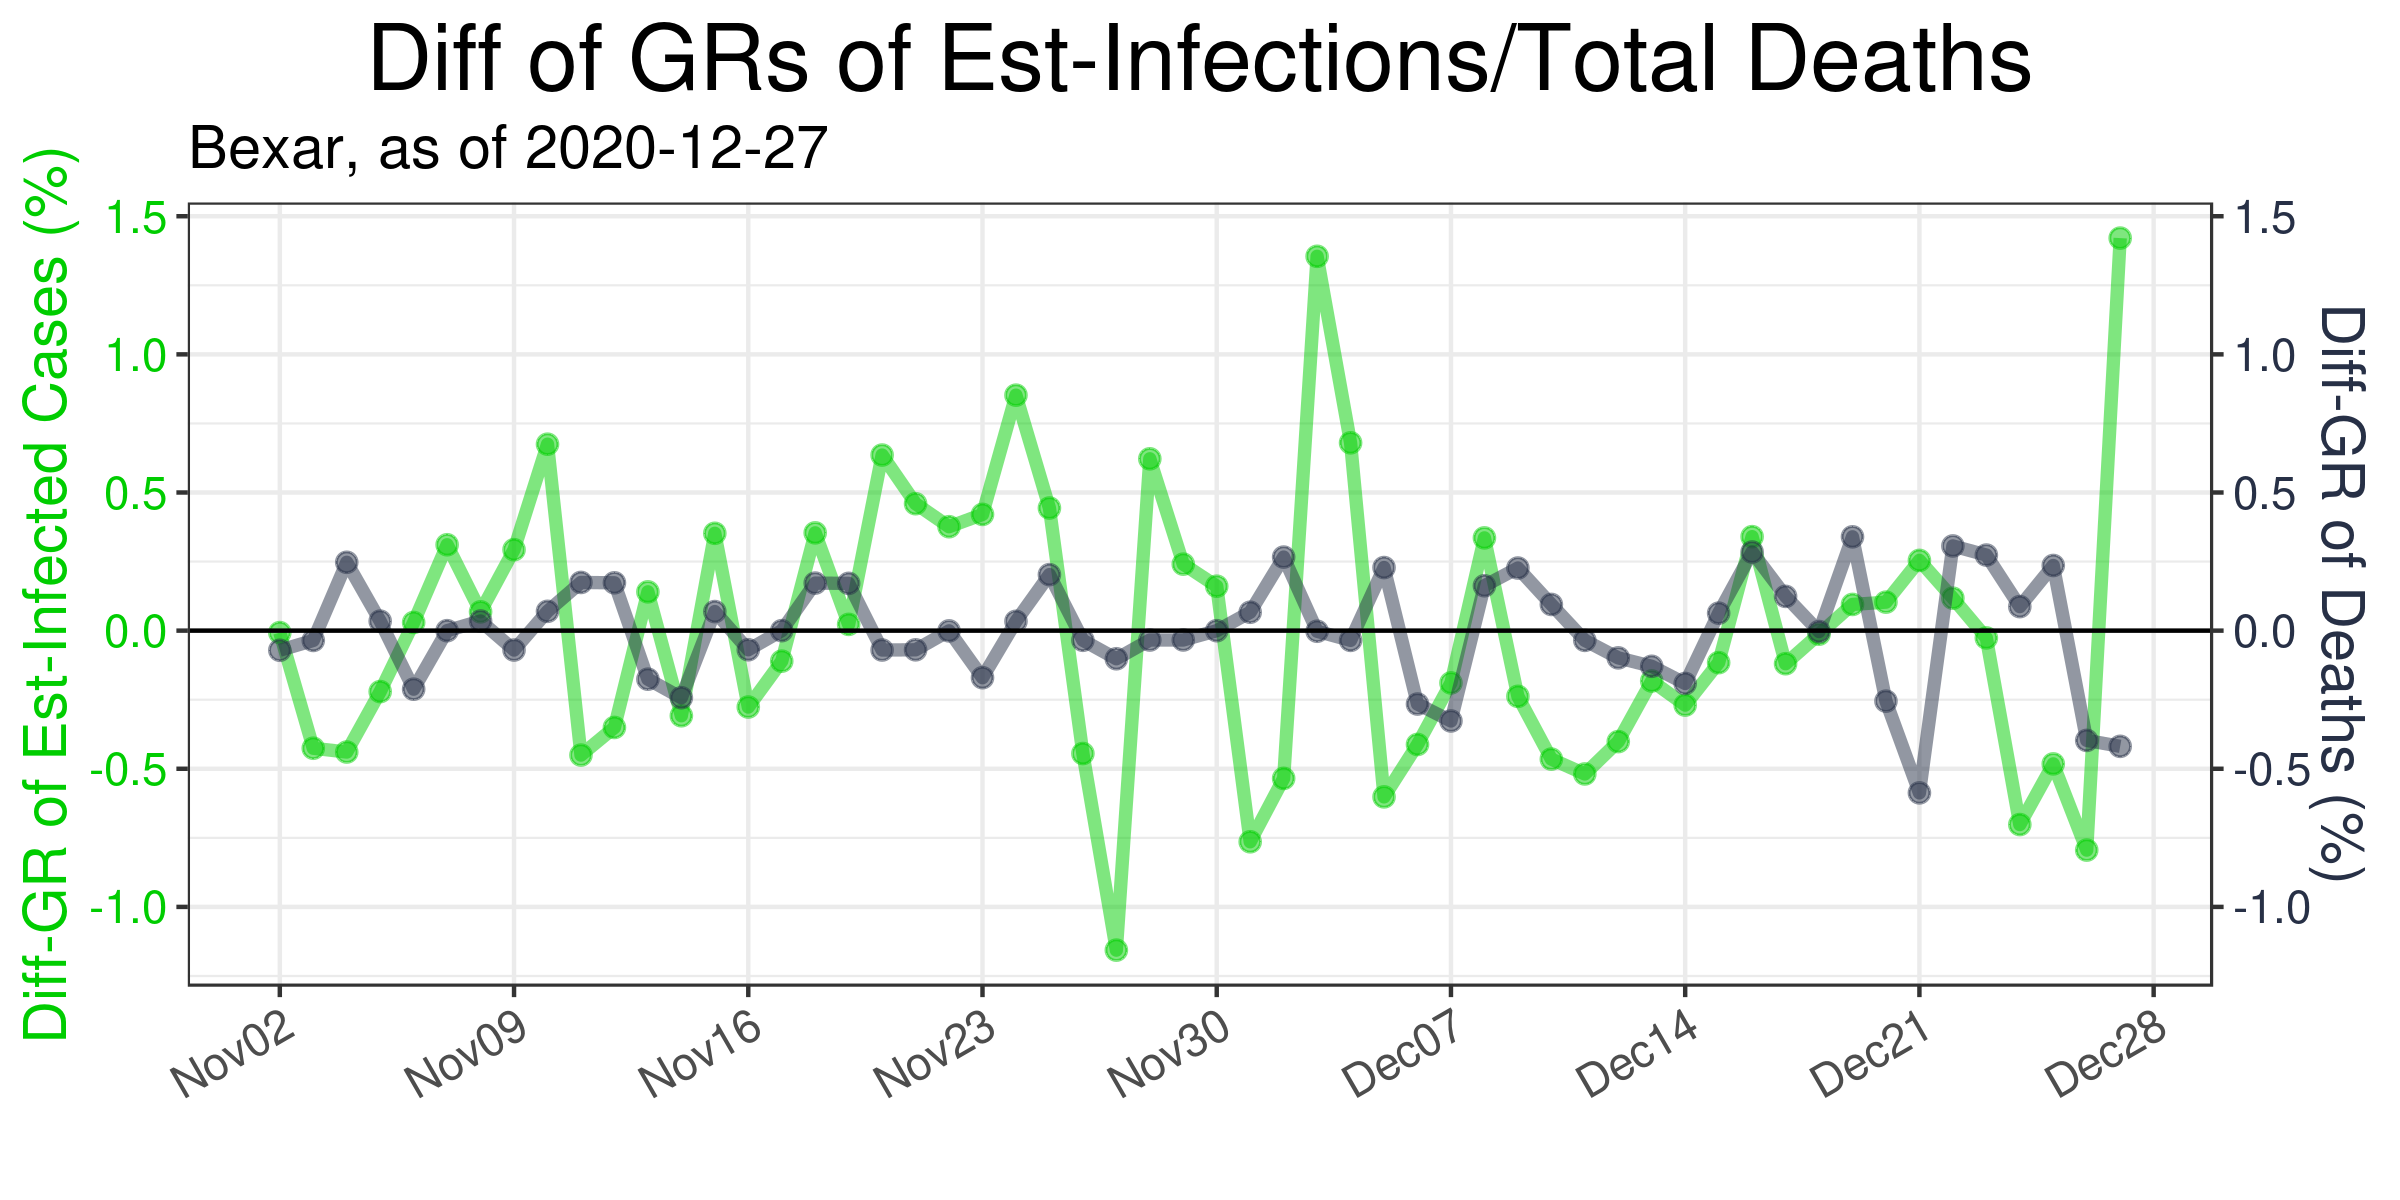 Diff of GRs of Est-Infections/Total Deaths
Bexar, as of 2020-12-27
Diff-GR of Est-Infected Cases (%)
1.5
1.0
0.5
0.0
-0.5
-1.0
1.5
1.0
0.5
0.0
-0.5
-1.0
Diff-GR of Deaths (%)
Nov02
Nov09
Nov16
Nov23
Nov30
Dec07
Dec14
Dec21
Dec28